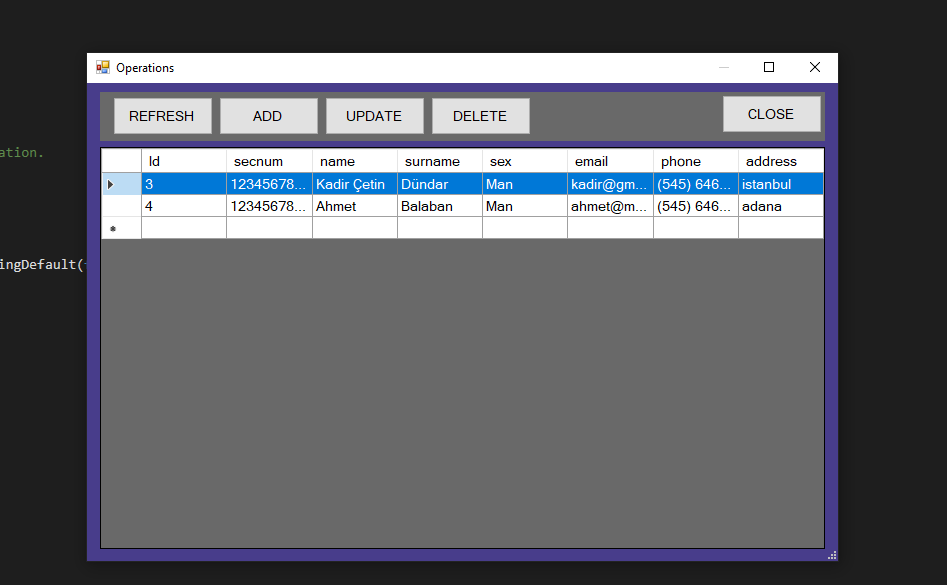 Operations
REFRESH ADD UPDATE DELETE CLOSE
ation.
Id secnum name surname sex email phone address
3 12345678... Kadir Çetin Dündar Man kadir@gm... (545) 646... istanbul
4 12345678... Ahmet Balaban Man ahmet@m... (545) 646... adana
ingDefault(